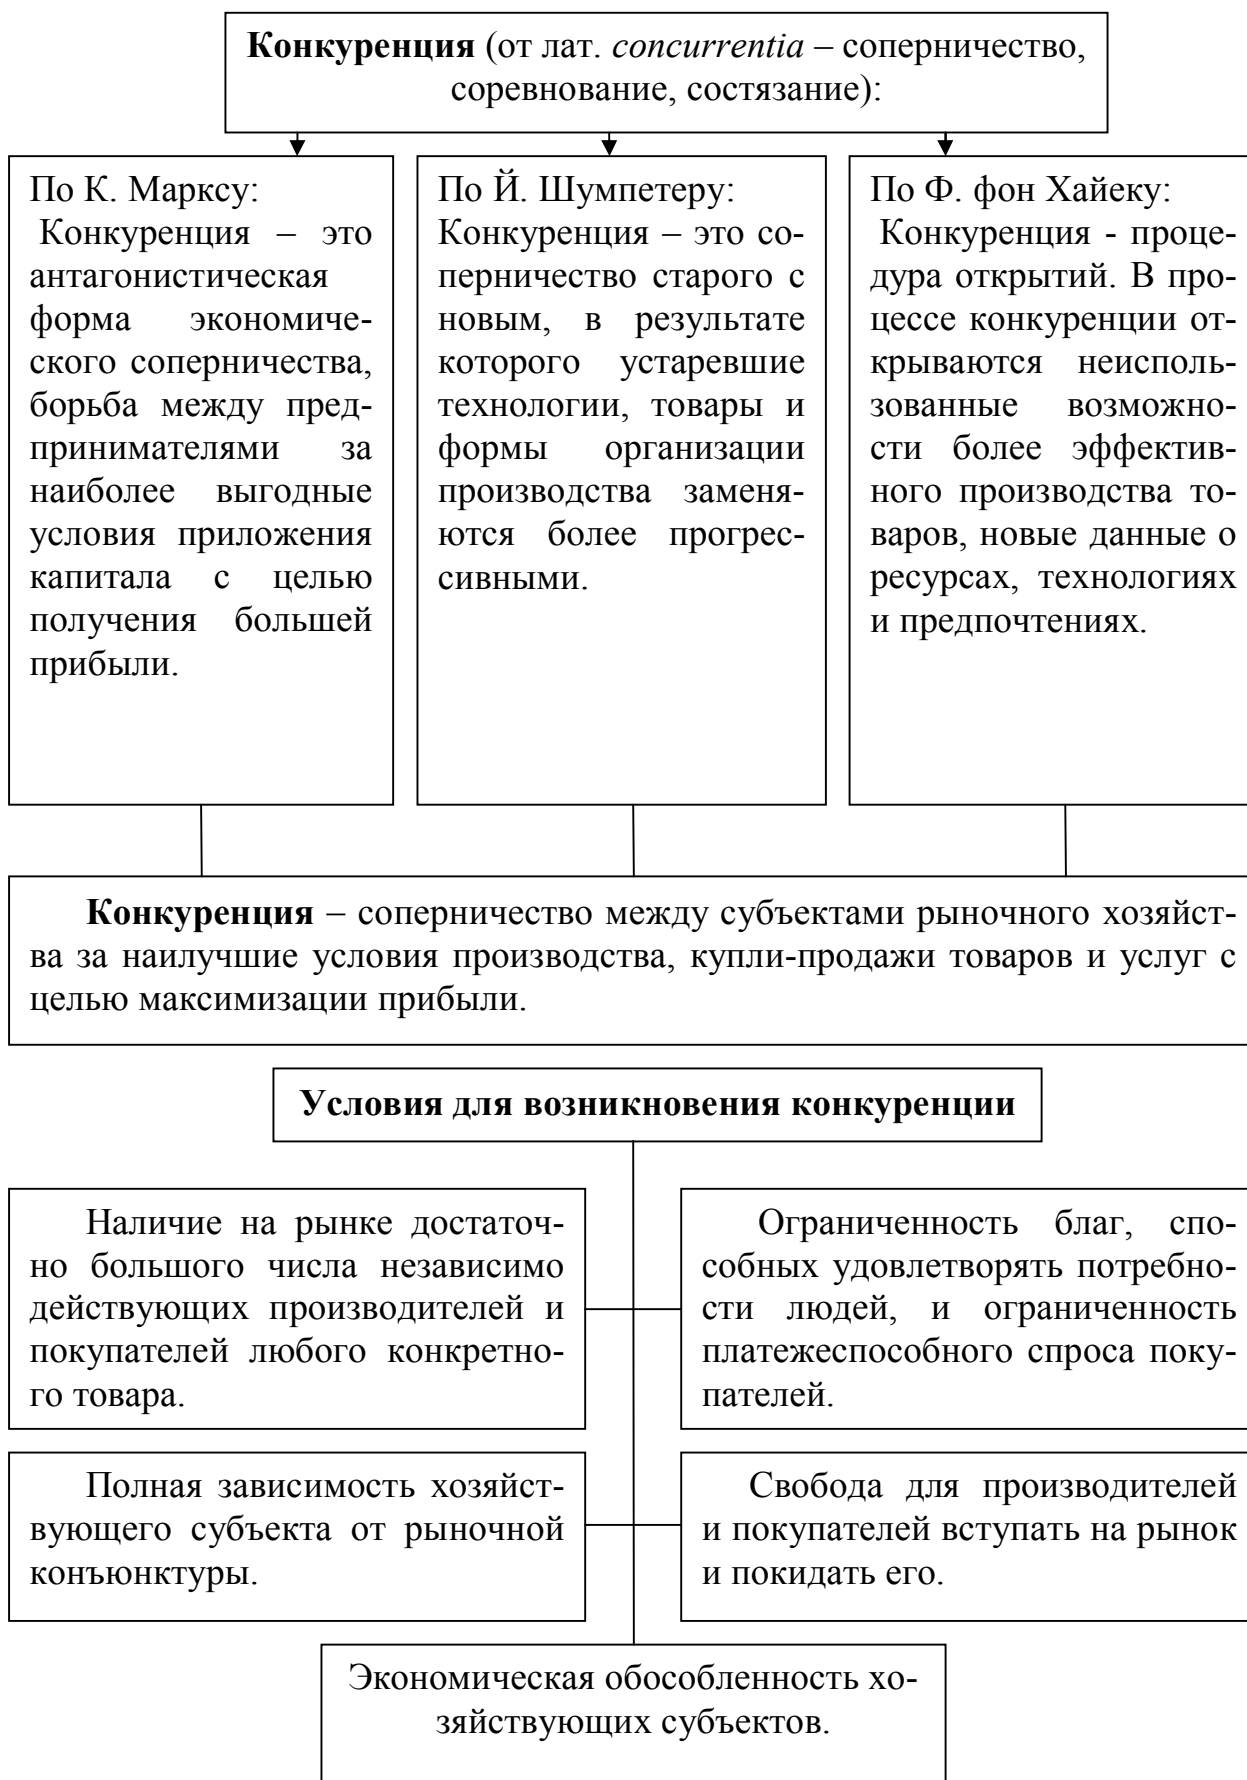 Конкуренция (от лат. concurrentia – соперничество,
соревнование, состязание):
По К. Марксу:
Конкуренция – это
антагонистическая
форма экономиче-
ского соперничества,
борьба между пред-
принимателями за
наиболее выгодные
условия приложения
капитала с целью
получения большей
прибыли.
По Й. Шумпетеру:
Конкуренция – это со-
перничество старого с
новым, в результате
которого устаревшие
технологии, товары и
формы организации
производства заменя-
ются более прогрес-
сивными.
По Ф. фон Хайеку:
Конкуренция - проце-
дура открытий. В про-
цессе конкуренции от-
крываются неисполь-
зованные возможно-
сти более эффектив-
ного производства то-
варов, новые данные о
ресурсах, технологиях
и предпочтениях.
Конкуренция – соперничество между субъектами рыночного хозяйст-
ва за наилучшие условия производства, купли-продажи товаров и услуг с
целью максимизации прибыли.
Условия для возникновения конкуренции
Наличие на рынке достаточ-
но большого числа независимо
действующих производителей и
покупателей любого конкретно-
го товара.
Ограниченность благ, спо-
собных удовлетворять потребно-
сти людей, и ограниченность
платежеспособного спроса поку-
пателей.
Полная зависимость хозяйст-
вующего субъекта от рыночной
конъюнктуры.
Свобода для производителей
и покупателей вступать на рынок
и покидать его.
Экономическая обособленность хо-
зяйствующих субъектов.